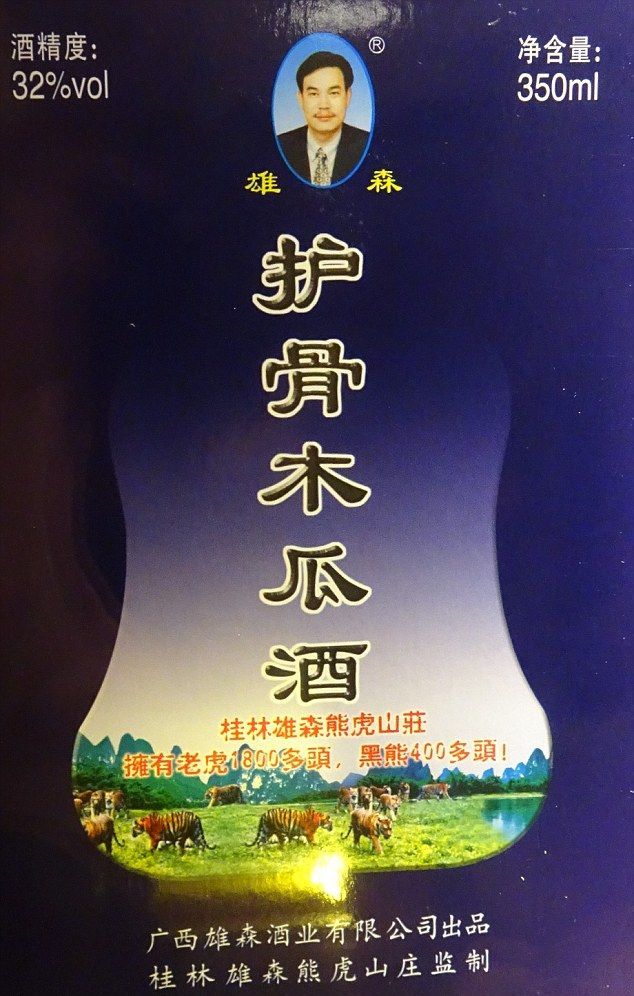 酒精度：
32%vol
净含量：
350ml
®
雄 森
护骨木瓜酒
桂林雄森熊虎山莊
擁有老虎1800多頭，黑熊400多頭！
广西雄森酒业有限公司出品
桂林雄森熊虎山庄监制